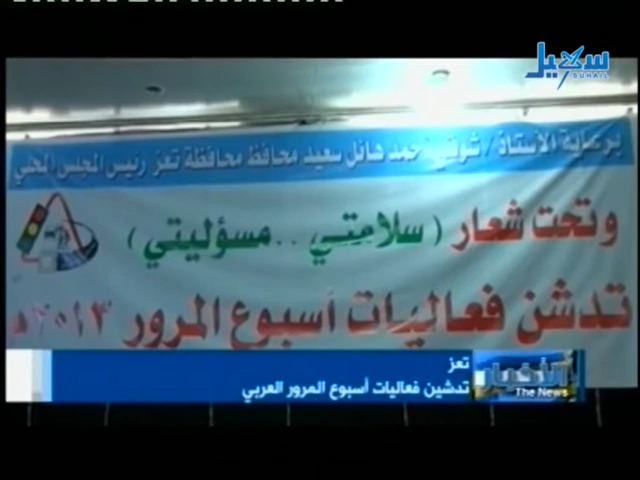 سهيل
SUHAIL
برعاية الأستاذ / شوقي أحمد هائل سعيد محافظ محافظة تعز رئيس المجلس المحلي
وتحت شعار ( سلامتي .. مسؤليتي )
تدشن فعاليات أسبوع المرور ٢٠١٣م
تعز
تدشين فعاليات أسبوع المرور العربي
الأخبار
The News